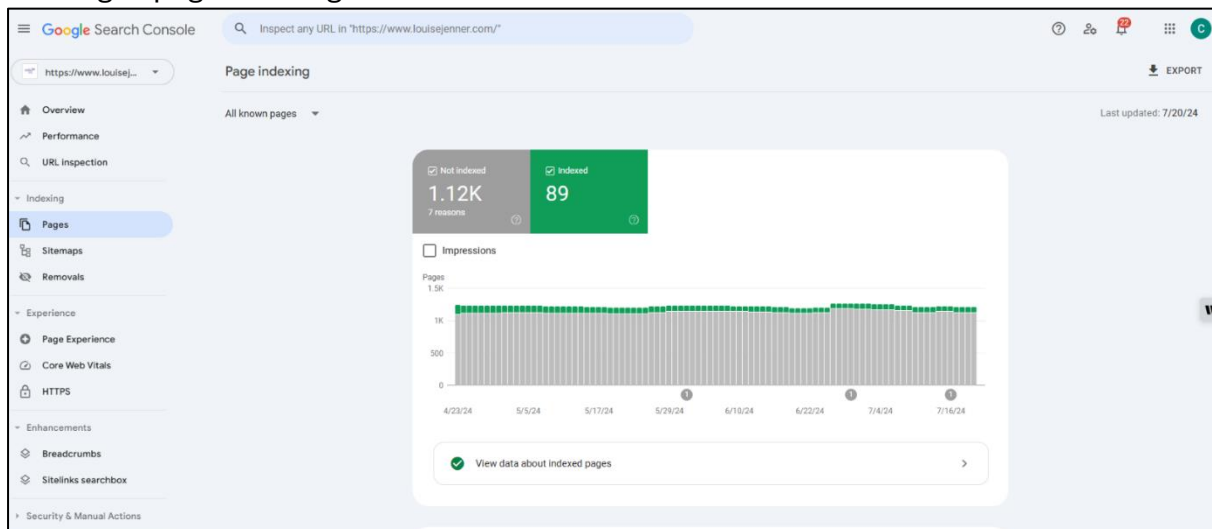 Google Search Console
Inspect any URL in "https://www.louisejenner.com/"
22
C
https://www.louisej...
Page indexing
EXPORT
Overview
All known pages
Last updated: 7/20/24
Performance
URL inspection
Not indexed
1.12K
7 reasons
Indexed
89
Indexing
Pages
Sitemaps
Removals
Impressions
Pages
1.5K
1K
500
0
1
1
1
4/23/24
5/5/24
5/17/24
5/29/24
6/10/24
6/22/24
7/4/24
7/16/24
Experience
Page Experience
Core Web Vitals
HTTPS
Enhancements
Breadcrumbs
Sitelinks searchbox
View data about indexed pages
Security & Manual Actions